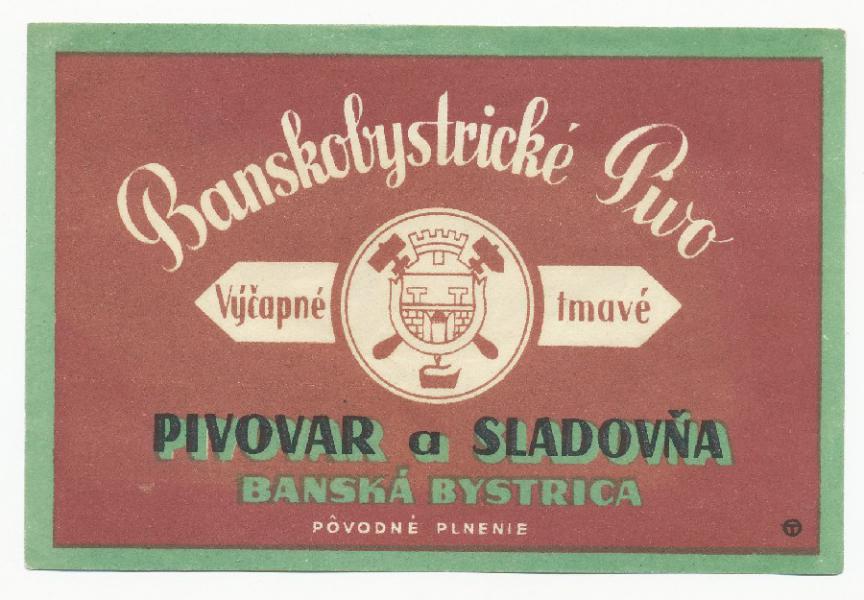 Banskobystrické Pivo
Výčapné tmavé
PIVOVAR a SLADOVŇA
BANSKÁ BYSTRICA
PÔVODNÉ PLNENIE